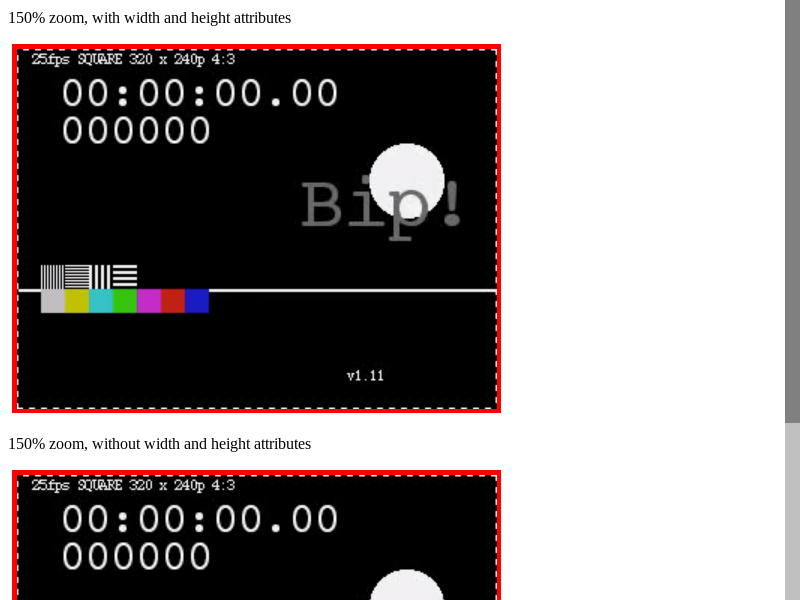 150% zoom, with width and height attributes
25fps SQUARE 320 x 240p 4:3
00:00:00.00
000000
Bip!
v1.11
150% zoom, without width and height attributes
25fps SQUARE 320 x 240p 4:3
00:00:00.00
000000